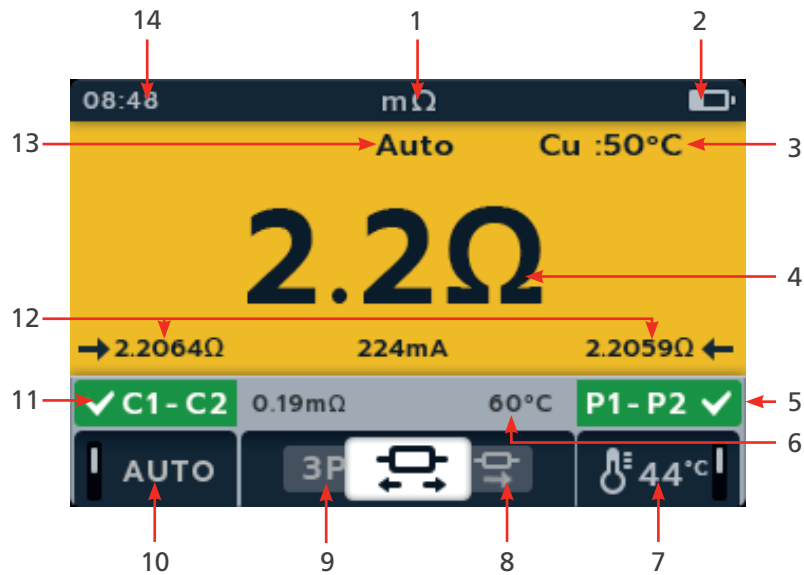 14 1 2
08:48 mΩ
13 Auto Cu :50°C 3
2.2Ω 4
12
→2.2064Ω 224mA 2.2059Ω←
11 ✓C1-C2 0.19mΩ 60°C P1-P2 ✓ 5
6
AUTO 3P 44°C
10 9 8 7